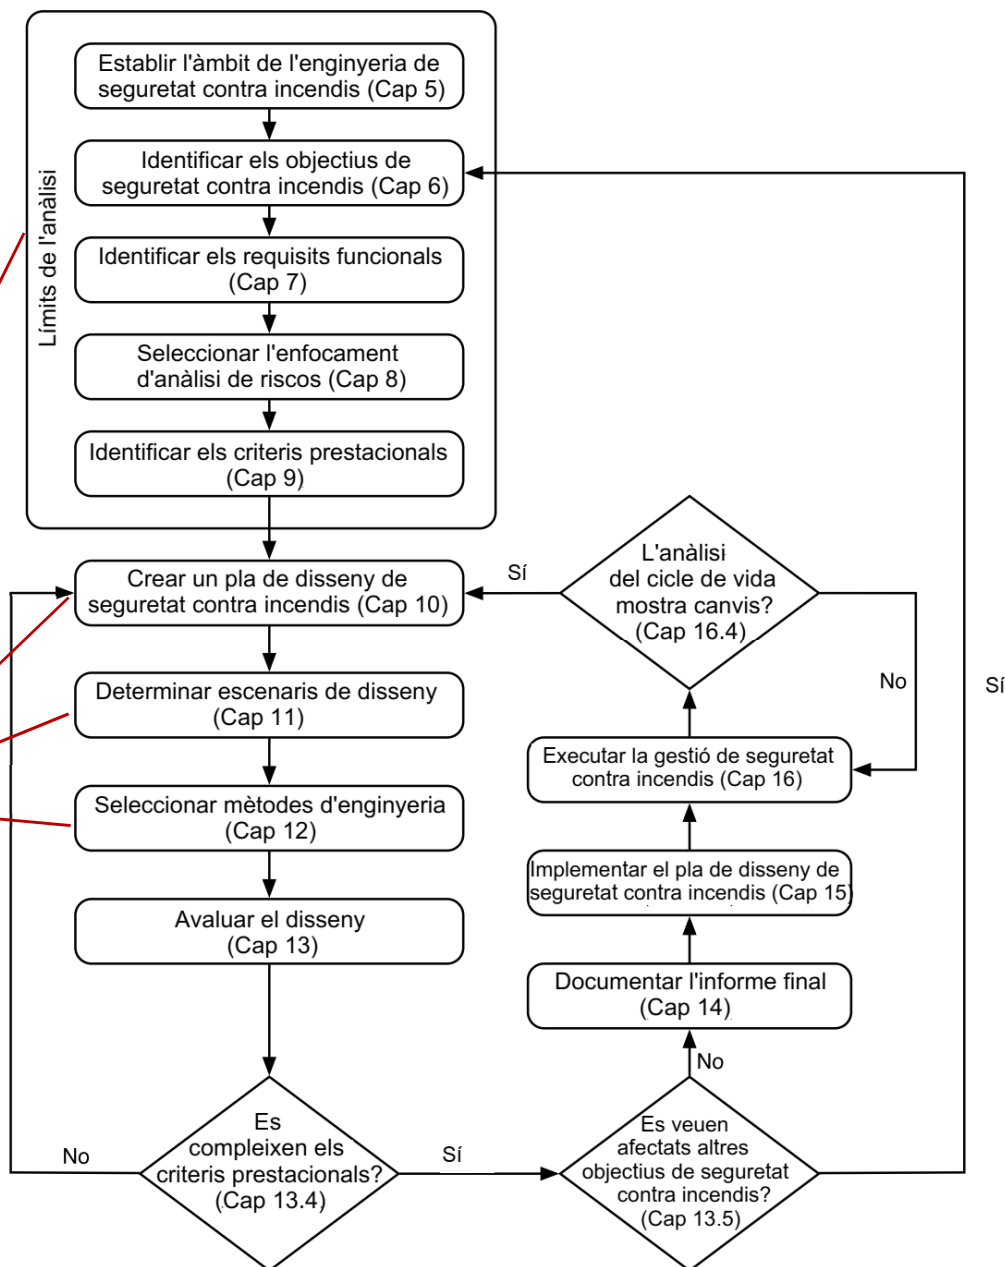 Límits de l'anàlisi
Establir l'àmbit de l'enginyeria de
seguretat contra incendis (Cap 5)
Identificar els objectius de
seguretat contra incendis (Cap 6)
Identificar els requisits funcionals
(Cap 7)
Seleccionar l'enfocament
d'anàlisi de riscos (Cap 8)
Identificar els criteris prestacionals
(Cap 9)
Crear un pla de disseny de
seguretat contra incendis (Cap 10)
Determinar escenaris de disseny
(Cap 11)
Seleccionar mètodes d'enginyeria
(Cap 12)
Avaluar el disseny
(Cap 13)
Es
compleixen els
criteris prestacionals?
(Cap 13.4)
No
Sí
Es veuen
afectats altres
objectius de seguretat
contra incendis?
(Cap 13.5)
No
Sí
Documentar l'informe final
(Cap 14)
Implementar el pla de disseny de
seguretat contra incendis (Cap 15)
Executar la gestió de seguretat
contra incendis (Cap 16)
L'anàlisi
del cicle de vida
mostra canvis?
(Cap 16.4)
Sí
No